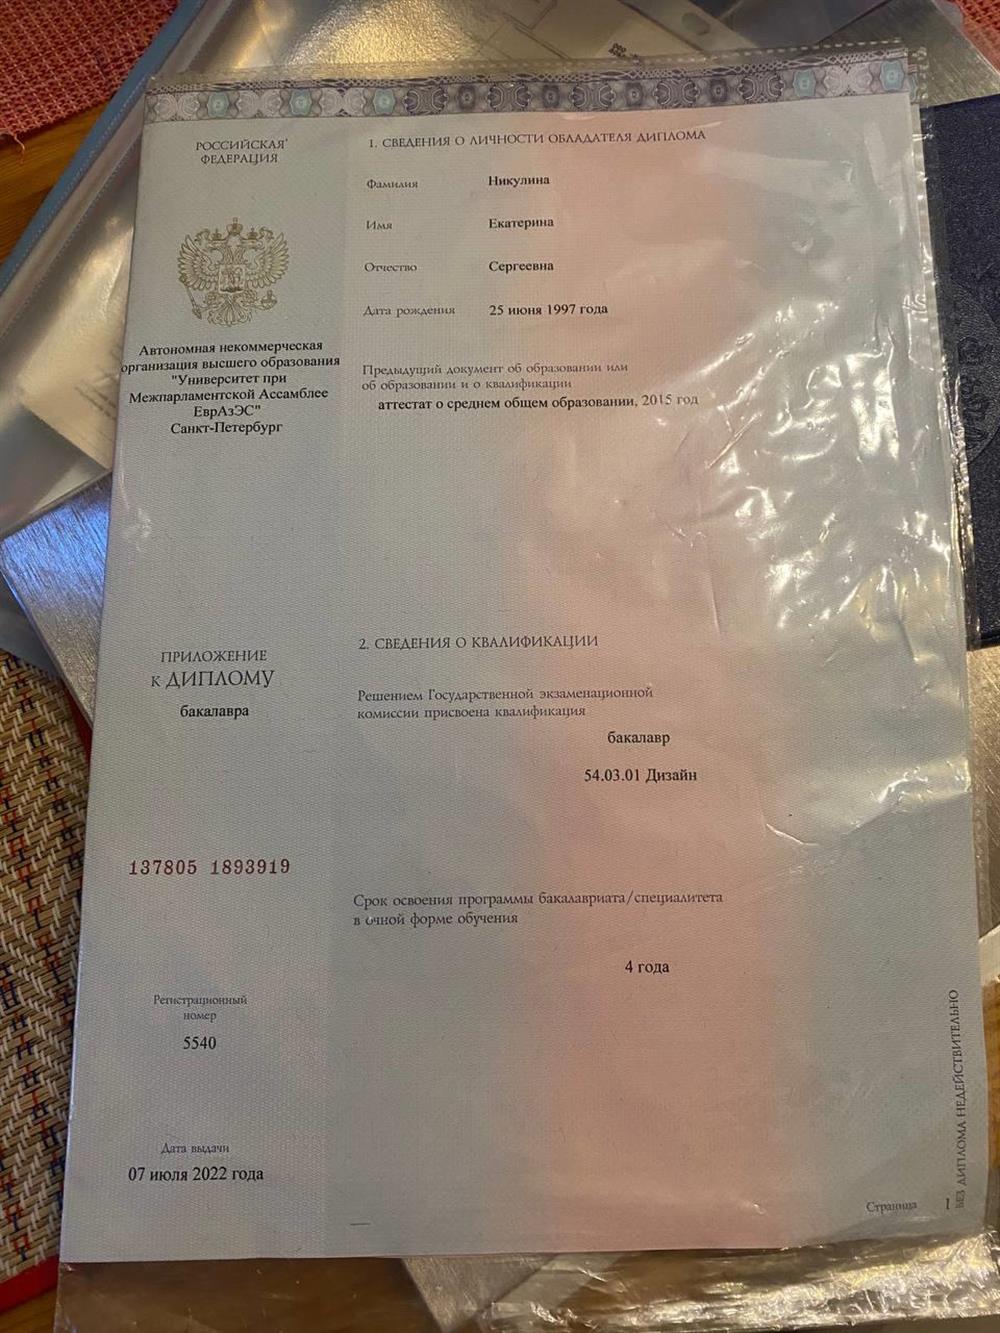 РОССИЙСКАЯ
ФЕДЕРАЦИЯ
Автономная некоммерческая
организация высшего образования
"Университет при
Межпарламентской Ассамблее
ЕврАзЭС"
Санкт-Петербург
ПРИЛОЖЕНИЕ
к ДИПЛОМУ
бакалавра
137805 1893919
Регистрационный
номер
5540
Дата выдачи
07 июля 2022 года
1. СВЕДЕНИЯ О ЛИЧНОСТИ ОБЛАДАТЕЛЯ ДИПЛОМА
Фамилия Никулина
Имя Екатерина
Отчество Сергеевна
Дата рождения 25 июня 1997 года
Предыдущий документ об образовании или
об образовании и о квалификации
аттестат о среднем общем образовании, 2015 год
2. СВЕДЕНИЯ О КВАЛИФИКАЦИИ
Решением Государственной экзаменационной
комиссии присвоена квалификация
бакалавр
54.03.01 Дизайн
Срок освоения программы бакалавриата/специалитета
в очной форме обучения
4 года
Страница 1
БЕЗ ДИПЛОМА НЕДЕЙСТВИТЕЛЬНО